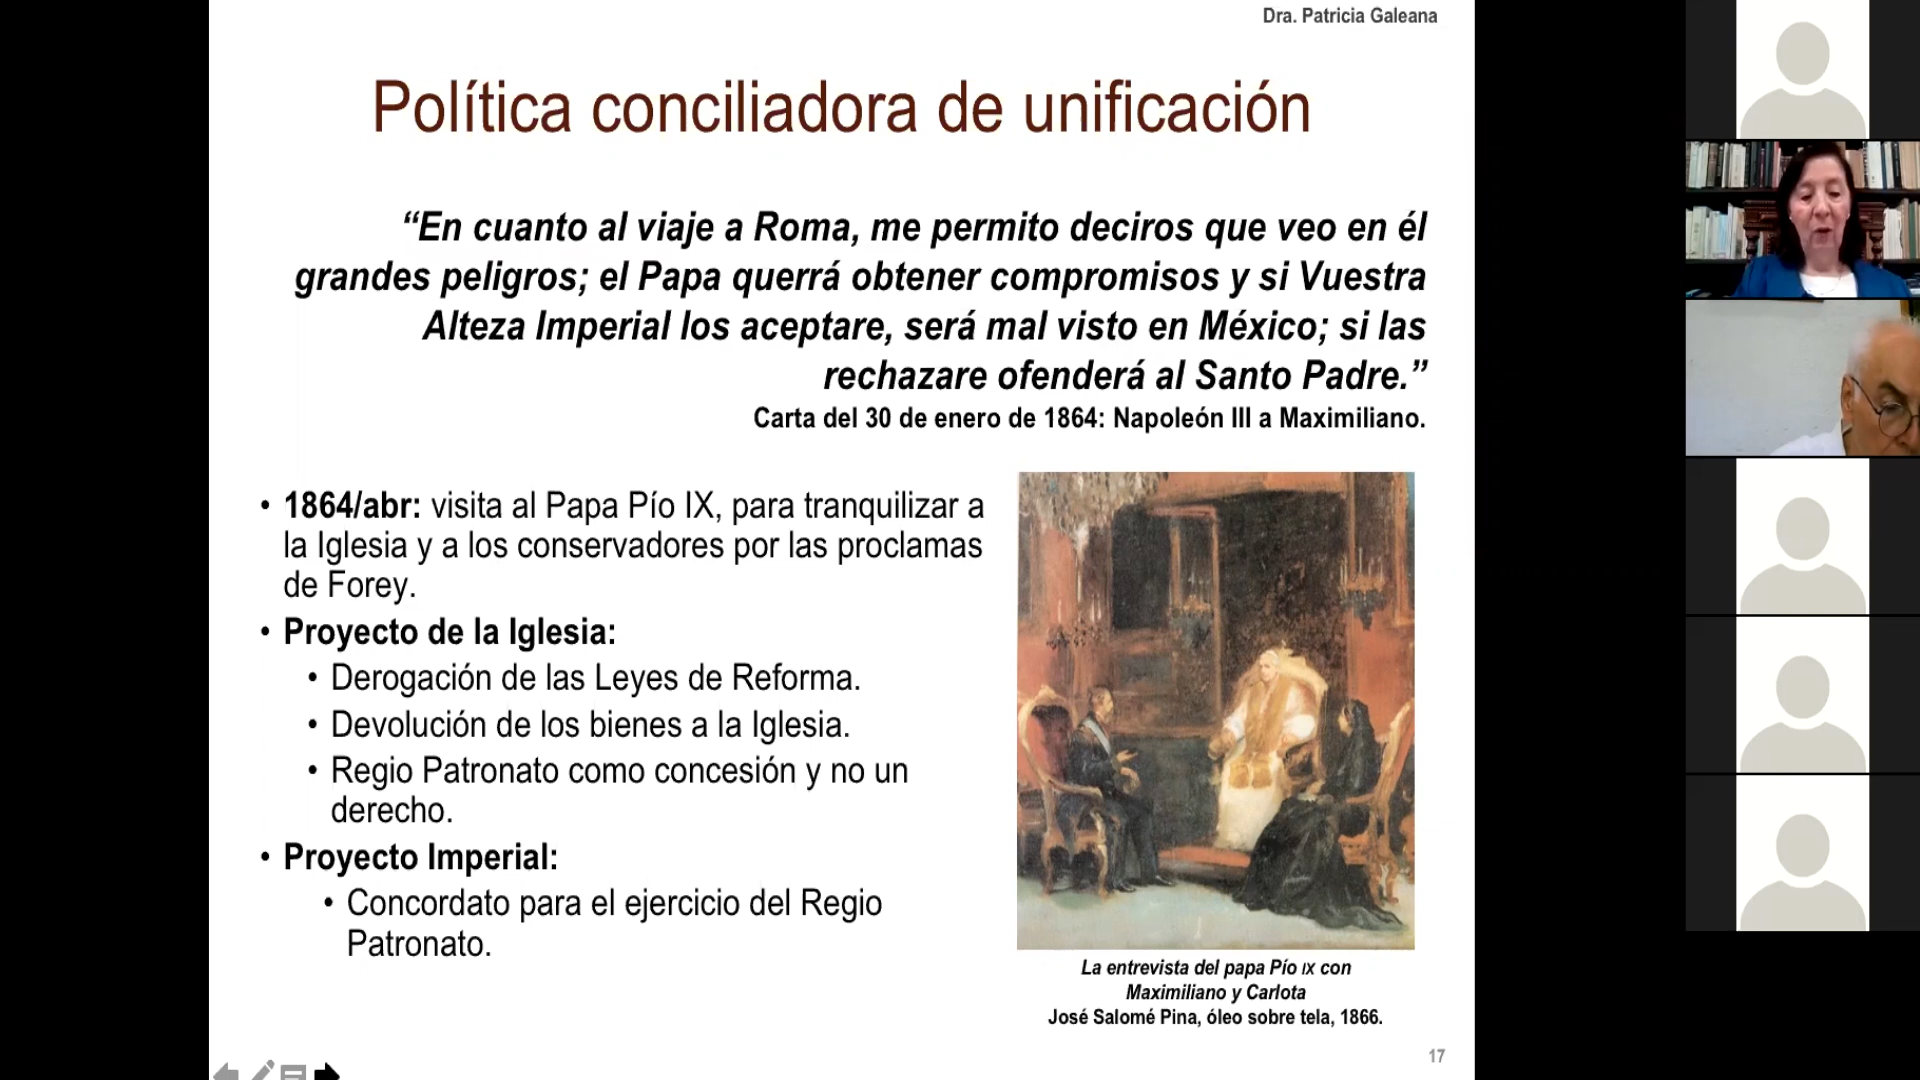 Dra. Patricia Galeana
Política conciliadora de unificación
“En cuanto al viaje a Roma, me permito deciros que veo en él
grandes peligros; el Papa querrá obtener compromisos y si Vuestra
Alteza Imperial los aceptare, será mal visto en México; si las
rechazare ofenderá al Santo Padre.”
Carta del 30 de enero de 1864: Napoleón III a Maximiliano.
• 1864/abr: visita al Papa Pío IX, para tranquilizar a
la Iglesia y a los conservadores por las proclamas
de Forey.
• Proyecto de la Iglesia:
• Derogación de las Leyes de Reforma.
• Devolución de los bienes a la Iglesia.
• Regio Patronato como concesión y no un
derecho.
• Proyecto Imperial:
• Concordato para el ejercicio del Regio
Patronato.
La entrevista del papa Pío IX con
Maximiliano y Carlota
José Salomé Pina, óleo sobre tela, 1866.
17